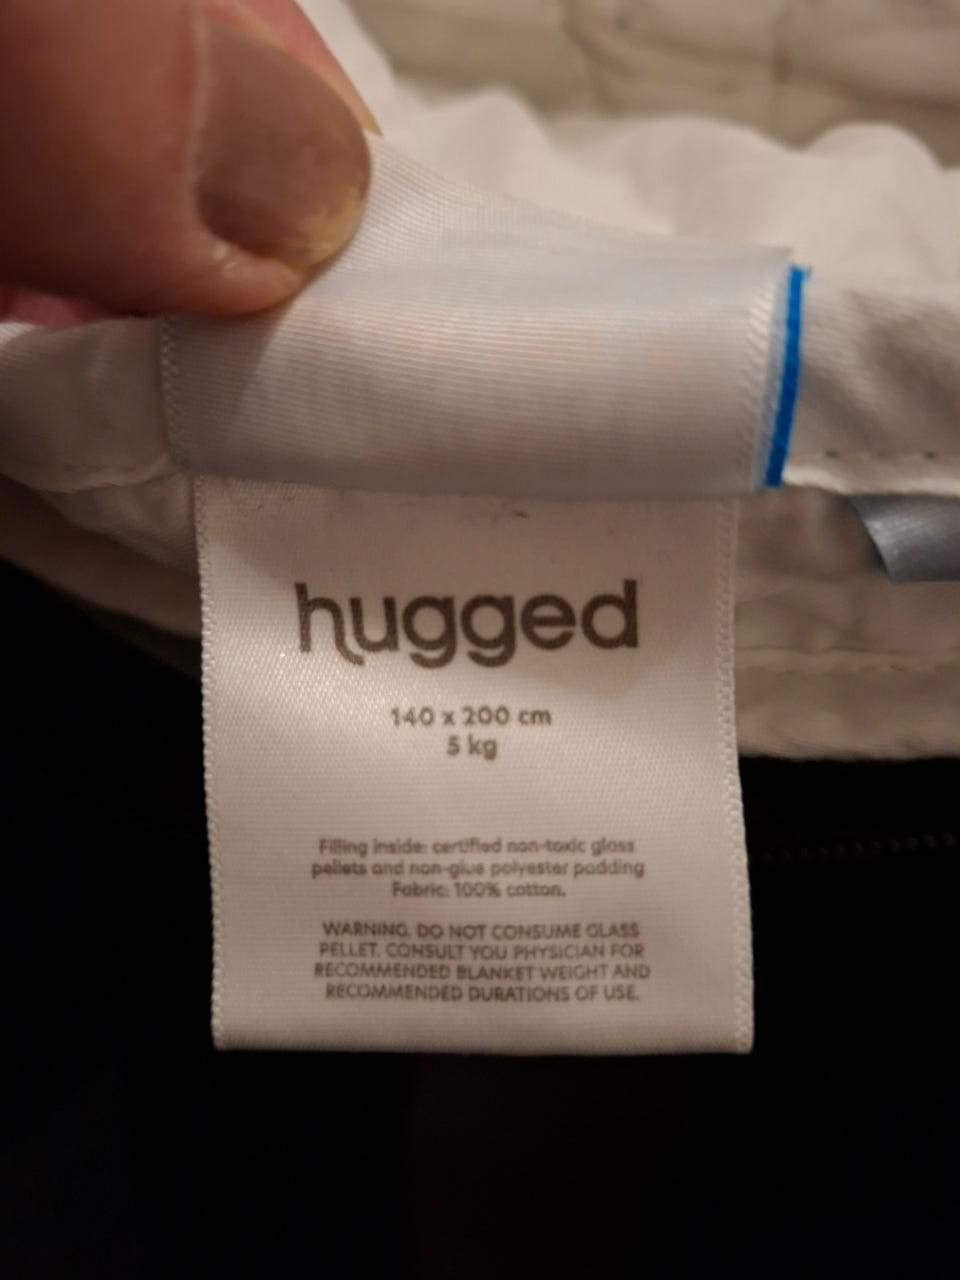 hugged
140 x 200 cm
5 kg
Filling inside: certified non-toxic glass
pellets and non-glue polyester padding
Fabric: 100% cotton.
WARNING. DO NOT CONSUME GLASS
PELLET. CONSULT YOU PHYSICIAN FOR
RECOMMENDED BLANKET WEIGHT AND
RECOMMENDED DURATIONS OF USE.